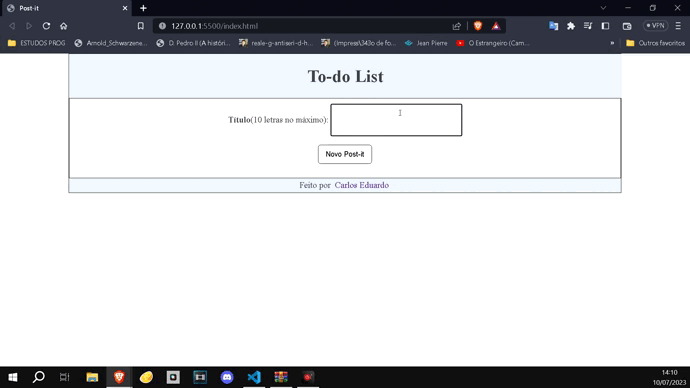 Post-it
127.0.0.1:5500/index.html
VPN
ESTUDOS PROG
Arnold_Schwarzene...
D. Pedro II (A históri...
reale-g-antiseri-d-h...
(Impress\343o de fo...
Jean Pierre
O Estrangeiro (Cam...
»
Outros favoritos
To-do List
Título(10 letras no máximo):
Novo Post-it
Feito por Carlos Eduardo
14:10
10/07/2023